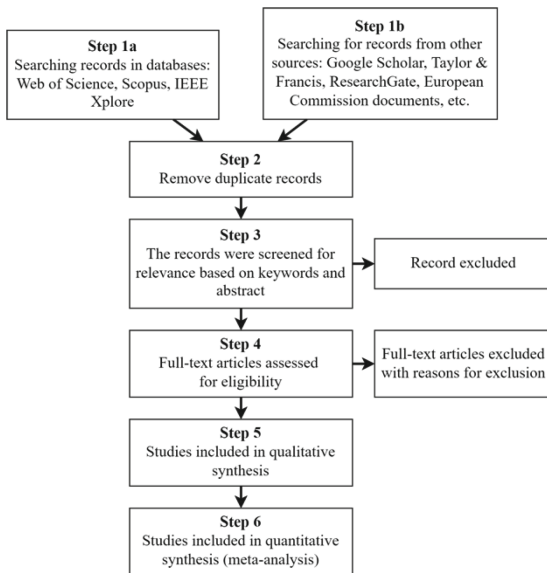 Step 1a
Searching records in databases:
Web of Science, Scopus, IEEE
Xplore
Step 1b
Searching for records from other
sources: Google Scholar, Taylor &
Francis, ResearchGate, European
Commission documents, etc.
Step 2
Remove duplicate records
Step 3
The records were screened for
relevance based on keywords and
abstract
Record excluded
Step 4
Full-text articles assessed
for eligibility
Full-text articles excluded
with reasons for exclusion
Step 5
Studies included in qualitative
synthesis
Step 6
Studies included in quantitative
synthesis (meta-analysis)